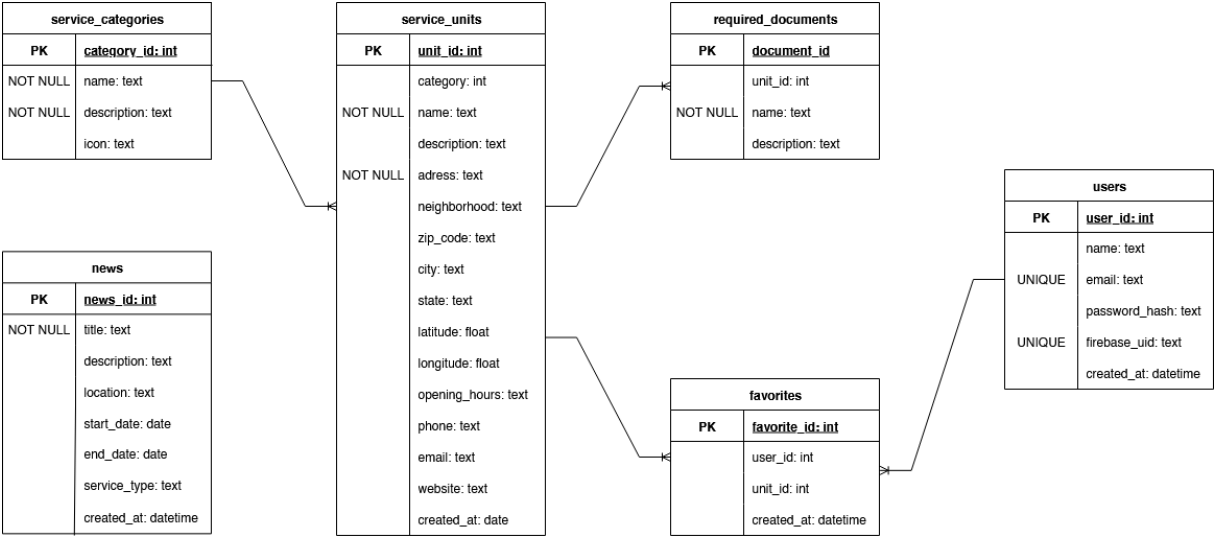 service_categories
PK category_id: int
NOT NULL name: text
NOT NULL description: text
icon: text
service_units
PK unit_id: int
category: int
NOT NULL name: text
description: text
NOT NULL adress: text
neighborhood: text
zip_code: text
city: text
state: text
latitude: float
longitude: float
opening_hours: text
phone: text
email: text
website: text
created_at: date
required_documents
PK document_id
unit_id: int
NOT NULL name: text
description: text
users
PK user_id: int
name: text
UNIQUE email: text
password_hash: text
UNIQUE firebase_uid: text
created_at: datetime
news
PK news_id: int
NOT NULL title: text
description: text
location: text
start_date: date
end_date: date
service_type: text
created_at: datetime
favorites
PK favorite_id: int
user_id: int
unit_id: int
created_at: datetime